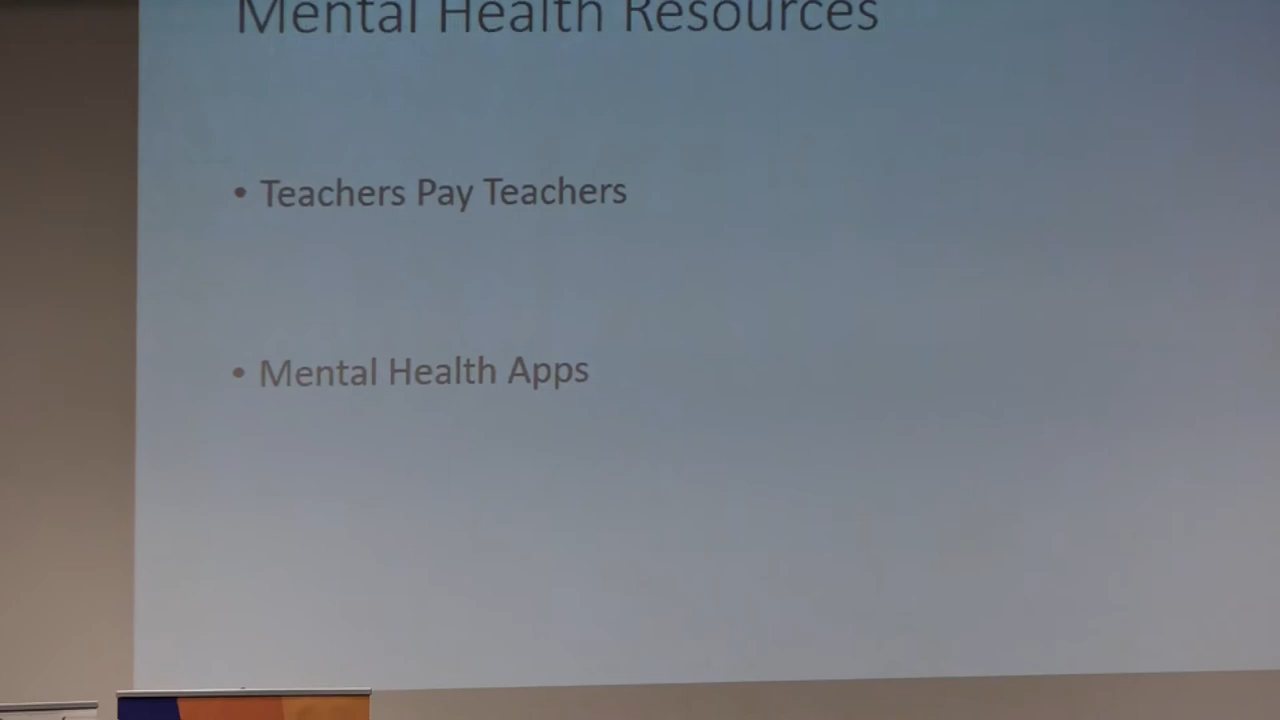 Mental Health Resources
• Teachers Pay Teachers
• Mental Health Apps